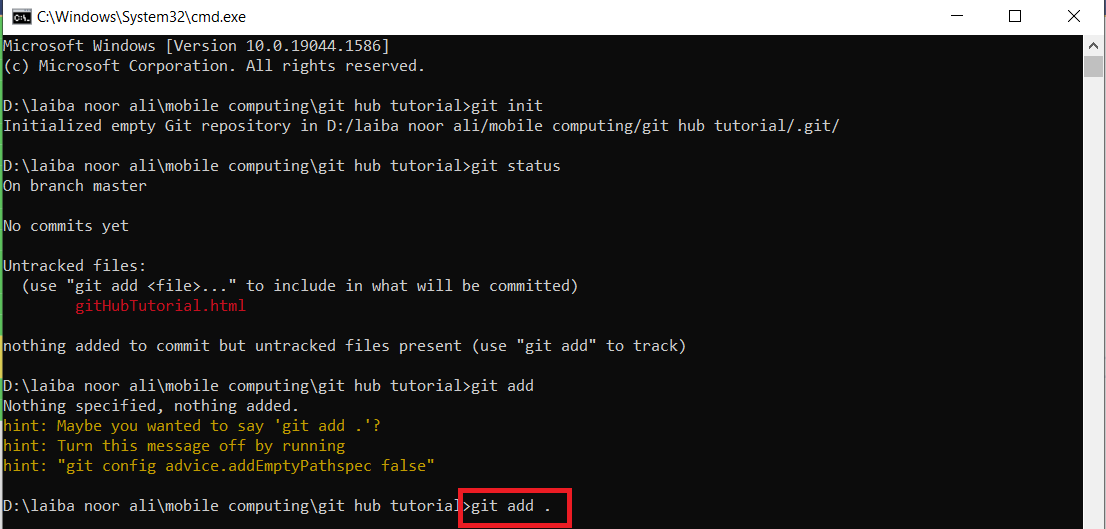 C:\Windows\System32\cmd.exe
Microsoft Windows [Version 10.0.19044.1586]
(c) Microsoft Corporation. All rights reserved.
D:\laiba noor ali\mobile computing\git hub tutorial>git init
Initialized empty Git repository in D:/laiba noor ali/mobile computing/git hub tutorial/.git/
D:\laiba noor ali\mobile computing\git hub tutorial>git status
On branch master
No commits yet
Untracked files:
  (use "git add <file>..." to include in what will be committed)
        gitHubTutorial.html
nothing added to commit but untracked files present (use "git add" to track)
D:\laiba noor ali\mobile computing\git hub tutorial>git add
Nothing specified, nothing added.
hint: Maybe you wanted to say 'git add .'?
hint: Turn this message off by running
hint: "git config advice.addEmptyPathspec false"
D:\laiba noor ali\mobile computing\git hub tutorial>git add .